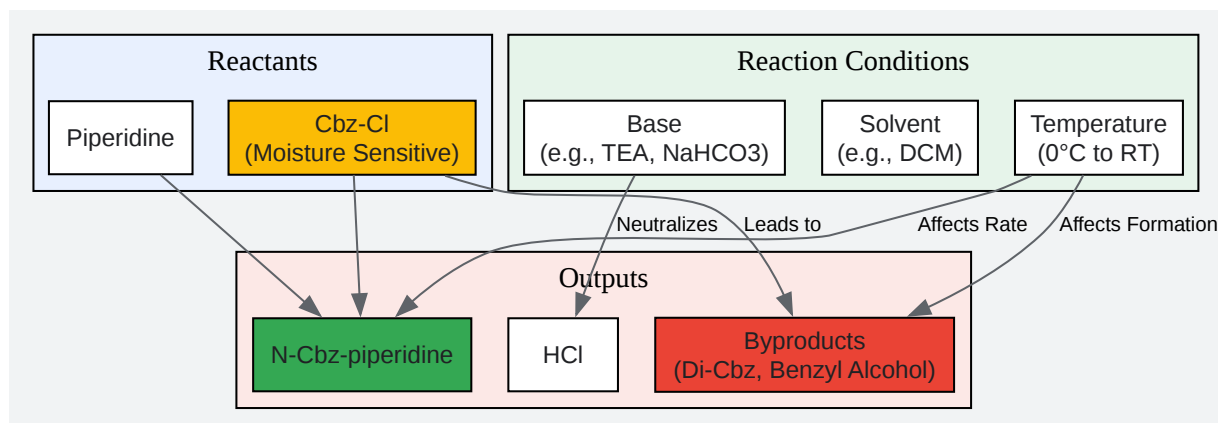 Reactants
Reaction Conditions
Piperidine
Cbz-Cl
(Moisture Sensitive)
Base
(e.g., TEA, NaHCO3)
Solvent
(e.g., DCM)
Temperature
(0°C to RT)
Neutralizes
Leads to
Affects Rate
Affects Formation
Outputs
N-Cbz-piperidine
HCl
Byproducts
(Di-Cbz, Benzyl Alcohol)